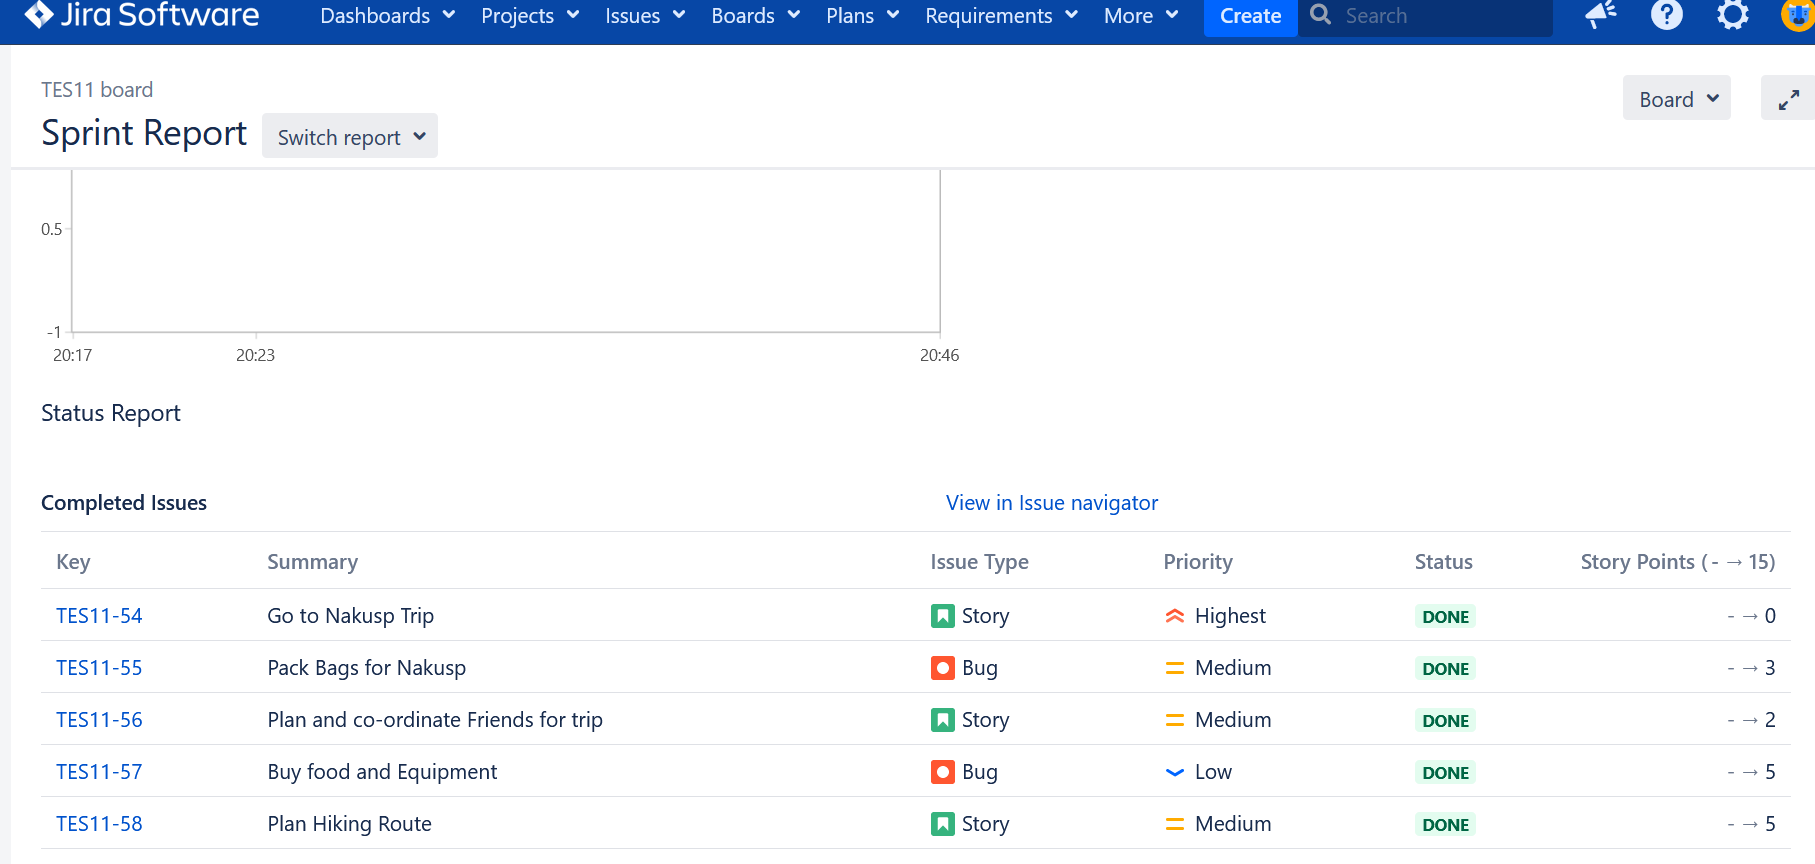 Jira Software Dashboards Projects Issues Boards Plans Requirements More Create Search
TES11 board
Board
Sprint Report Switch report
0.5
-1
20:17 20:23 20:46
Status Report
Completed Issues View in Issue navigator
Key Summary Issue Type Priority Status Story Points (- → 15)
TES11-54 Go to Nakusp Trip Story Highest DONE - → 0
TES11-55 Pack Bags for Nakusp Bug Medium DONE - → 3
TES11-56 Plan and co-ordinate Friends for trip Story Medium DONE - → 2
TES11-57 Buy food and Equipment Bug Low DONE - → 5
TES11-58 Plan Hiking Route Story Medium DONE - → 5